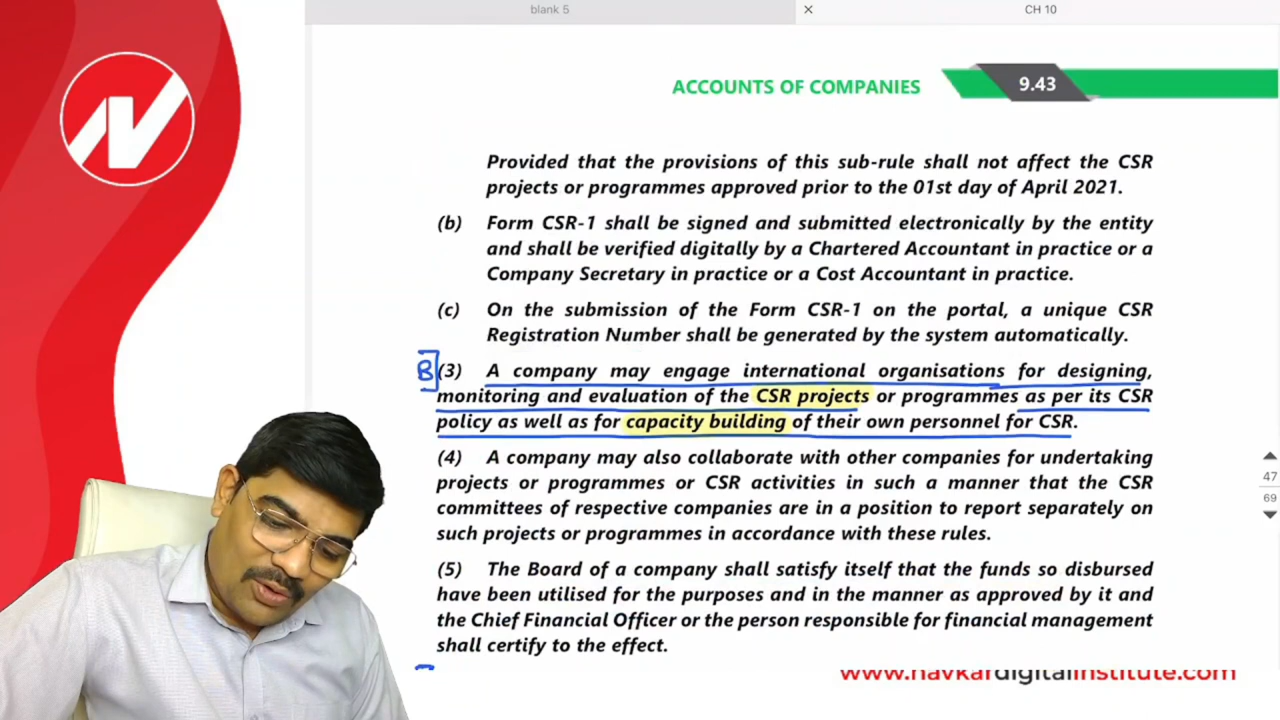 blank 5
CH 10
ACCOUNTS OF COMPANIES
9.43
Provided that the provisions of this sub-rule shall not affect the CSR
projects or programmes approved prior to the 01st day of April 2021.
(b) Form CSR-1 shall be signed and submitted electronically by the entity
and shall be verified digitally by a Chartered Accountant in practice or a
Company Secretary in practice or a Cost Accountant in practice.
(c) On the submission of the Form CSR-1 on the portal, a unique CSR
Registration Number shall be generated by the system automatically.
B (3) A company may engage international organisations for designing,
monitoring and evaluation of the CSR projects or programmes as per its CSR
policy as well as for capacity building of their own personnel for CSR.
(4) A company may also collaborate with other companies for undertaking
projects or programmes or CSR activities in such a manner that the CSR
committees of respective companies are in a position to report separately on
such projects or programmes in accordance with these rules.
47
69
(5) The Board of a company shall satisfy itself that the funds so disbursed
have been utilised for the purposes and in the manner as approved by it and
the Chief Financial Officer or the person responsible for financial management
shall certify to the effect.
www.navkardigitalinstitute.com